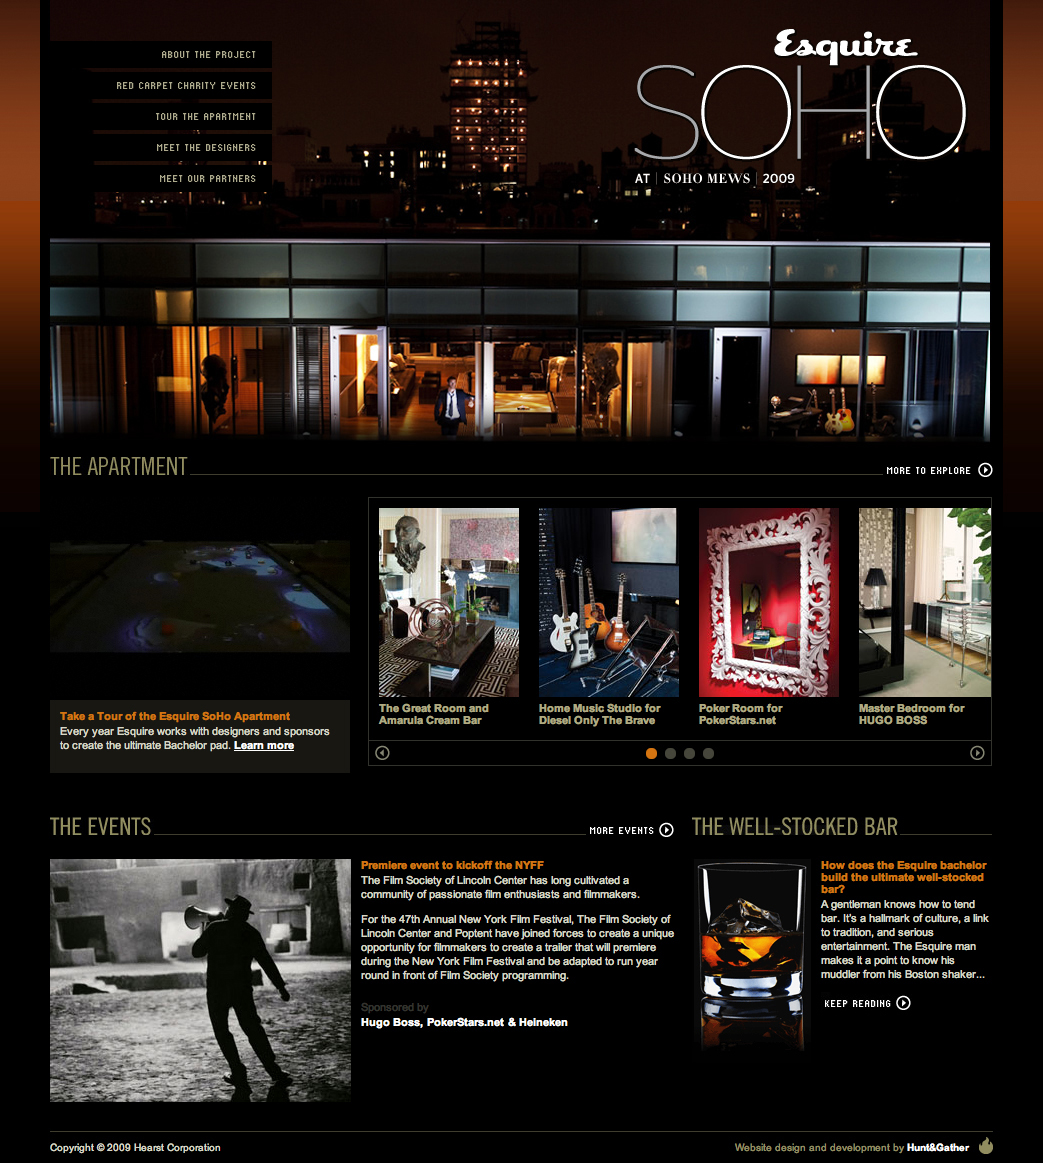 ABOUT THE PROJECT
RED CARPET CHARITY EVENTS
TOUR THE APARTMENT
MEET THE DESIGNERS
MEET OUR PARTNERS
Esquire
SOHO
AT | SOHO MEWS | 2009
THE APARTMENT
MORE TO EXPLORE
Take a Tour of the Esquire SoHo Apartment
Every year Esquire works with designers and sponsors
to create the ultimate Bachelor pad. Learn more
The Great Room and
Amarula Cream Bar
Home Music Studio for
Diesel Only The Brave
Poker Room for
PokerStars.net
Master Bedroom for
HUGO BOSS
THE EVENTS
MORE EVENTS
Premiere event to kickoff the NYFF
The Film Society of Lincoln Center has long cultivated a
community of passionate film enthusiasts and filmmakers.
For the 47th Annual New York Film Festival, The Film Society of
Lincoln Center and Poptent have joined forces to create a unique
opportunity for filmmakers to create a trailer that will premiere
during the New York Film Festival and be adapted to run year
round in front of Film Society programming.
Sponsored by
Hugo Boss, PokerStars.net & Heineken
THE WELL-STOCKED BAR
How does the Esquire bachelor
build the ultimate well-stocked
bar?
A gentleman knows how to tend
bar. It's a hallmark of culture, a link
to tradition, and serious
entertainment. The Esquire man
makes it a point to know his
muddler from his Boston shaker...
KEEP READING
Copyright © 2009 Hearst Corporation
Website design and development by Hunt&Gather